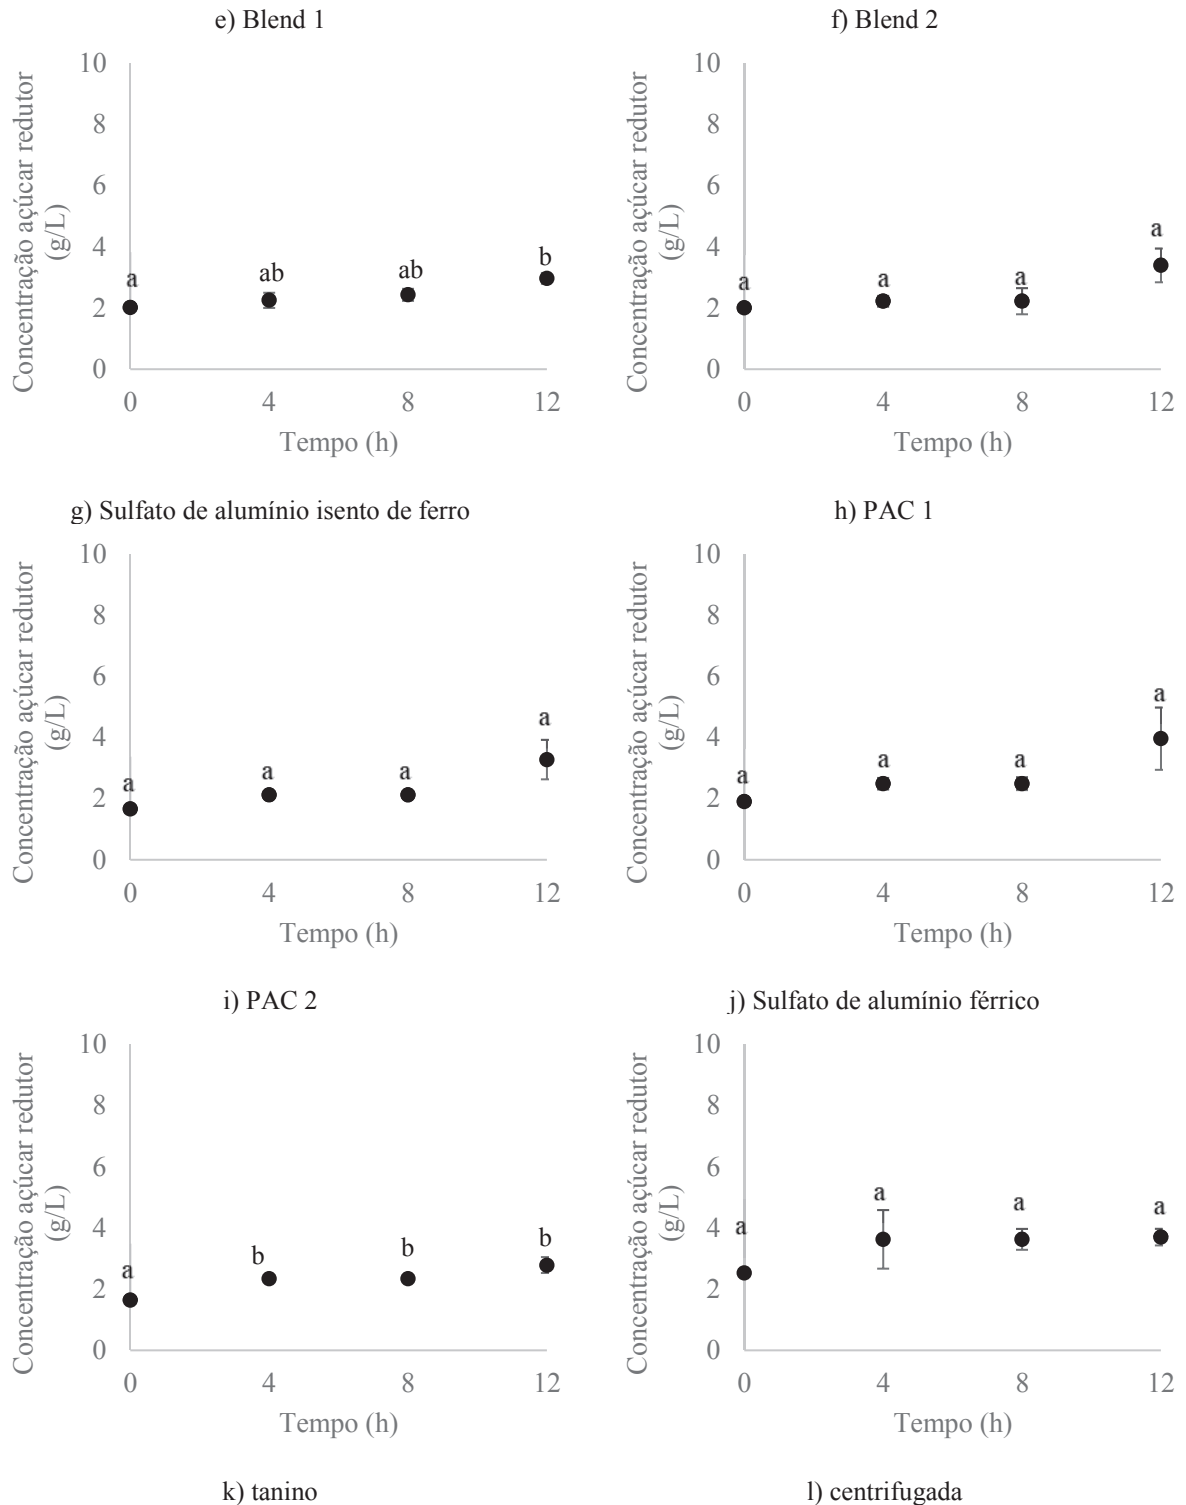 e) Blend 1
f) Blend 2
Concentração açúcar redutor
(g/L)
10
8
6
4
2
0
a
ab
ab
b
0
4
8
12
Tempo (h)
Concentração açúcar redutor
(g/L)
10
8
6
4
2
0
a
a
a
a
0
4
8
12
Tempo (h)
g) Sulfato de alumínio isento de ferro
h) PAC 1
Concentração açúcar redutor
(g/L)
10
8
6
4
2
0
a
a
a
a
0
4
8
12
Tempo (h)
Concentração açúcar redutor
(g/L)
10
8
6
4
2
0
a
a
a
a
0
4
8
12
Tempo (h)
i) PAC 2
j) Sulfato de alumínio férrico
Concentração açúcar redutor
(g/L)
10
8
6
4
2
0
a
b
b
b
0
4
8
12
Tempo (h)
Concentração açúcar redutor
(g/L)
10
8
6
4
2
0
a
a
a
a
0
4
8
12
Tempo (h)
k) tanino
l) centrifugada